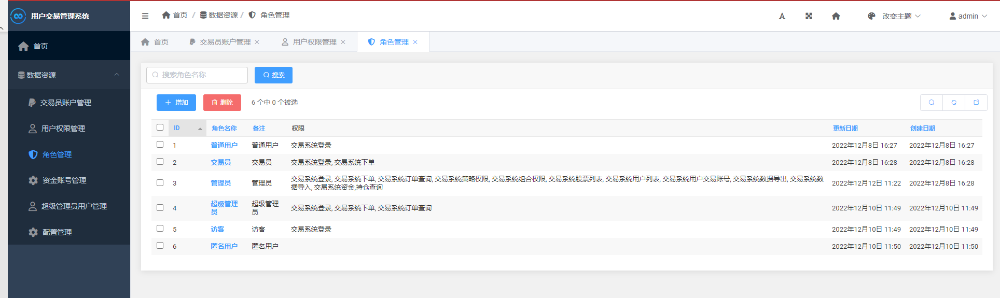 用户交易管理系统
首页 / 数据资源 / 角色管理
A
改变主题
admin
首页
交易员账户管理
用户权限管理
角色管理
首页
数据资源
交易员账户管理
用户权限管理
角色管理
资金账号管理
超级管理员用户管理
配置管理
搜索角色名称
搜索
增加
删除
6 个中 0 个被选
ID 角色名称 备注 权限 更新日期 创建日期
1 普通用户 普通用户 交易系统登录 2022年12月8日 16:27 2022年12月8日 16:27
2 交易员 交易员 交易系统登录, 交易系统下单 2022年12月8日 16:28 2022年12月8日 16:28
3 管理员 管理员 交易系统登录, 交易系统下单, 交易系统订单查询, 交易系统策略权限, 交易系统组合权限, 交易系统股票列表, 交易系统用户列表, 交易系统用户交易账号, 交易系统数据导出, 交易系统数
据导入, 交易系统资金,持仓查询 2022年12月12日 11:22 2022年12月8日 16:28
4 超级管理
员 超级管理
员 交易系统登录, 交易系统下单, 交易系统订单查询 2022年12月10日 11:49 2022年12月10日 11:49
5 访客 访客 交易系统登录 2022年12月10日 11:49 2022年12月10日 11:49
6 匿名用户 匿名用户 2022年12月10日 11:50 2022年12月10日 11:50